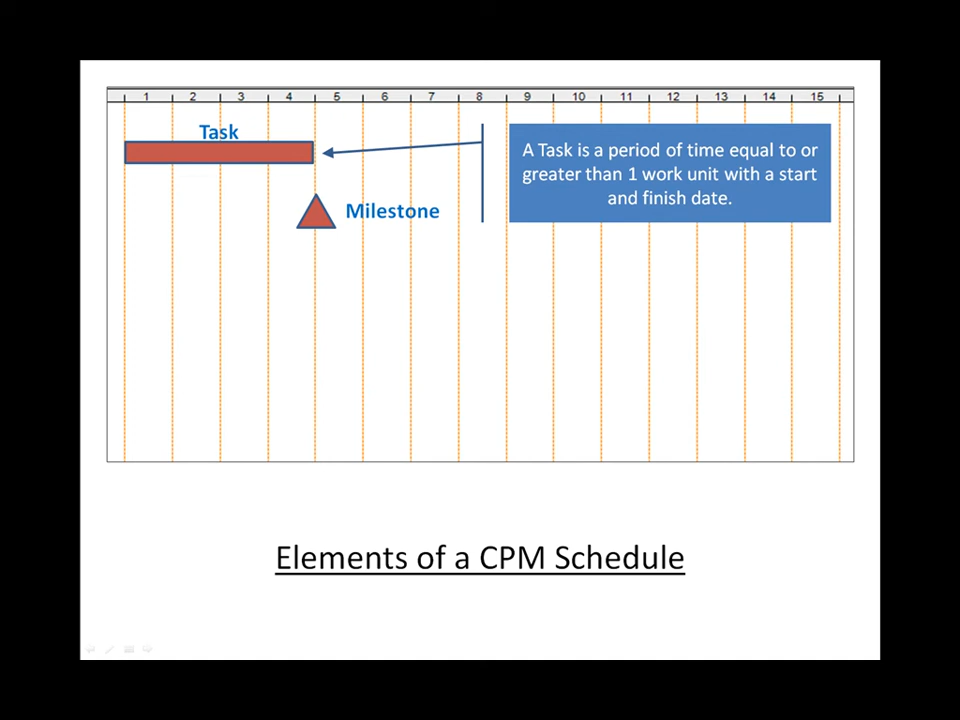 1 2 3 4 5 6 7 8 9 10 11 12 13 14 15
Task
A Task is a period of time equal to or
greater than 1 work unit with a start
and finish date.
Milestone
Elements of a CPM Schedule